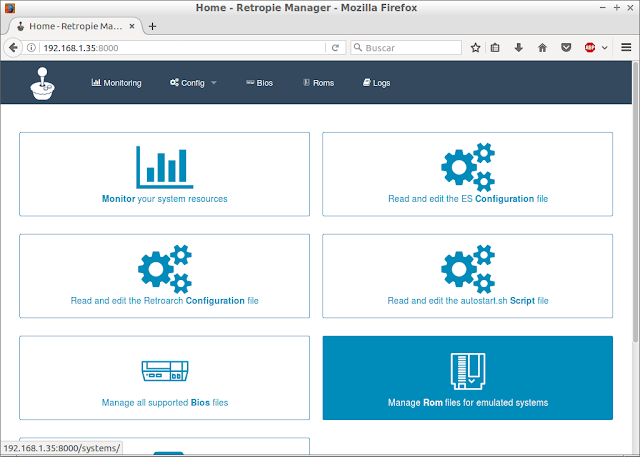 Home - Retropie Manager - Mozilla Firefox
Home - Retropie Ma...
192.168.1.35:8000
Buscar
ABP
Monitoring
Config
Bios
Roms
Logs
Monitor your system resources
Read and edit the ES Configuration file
Read and edit the Retroarch Configuration file
Read and edit the autostart.sh Script file
Manage all supported Bios files
Manage Rom files for emulated systems
192.168.1.35:8000/systems/